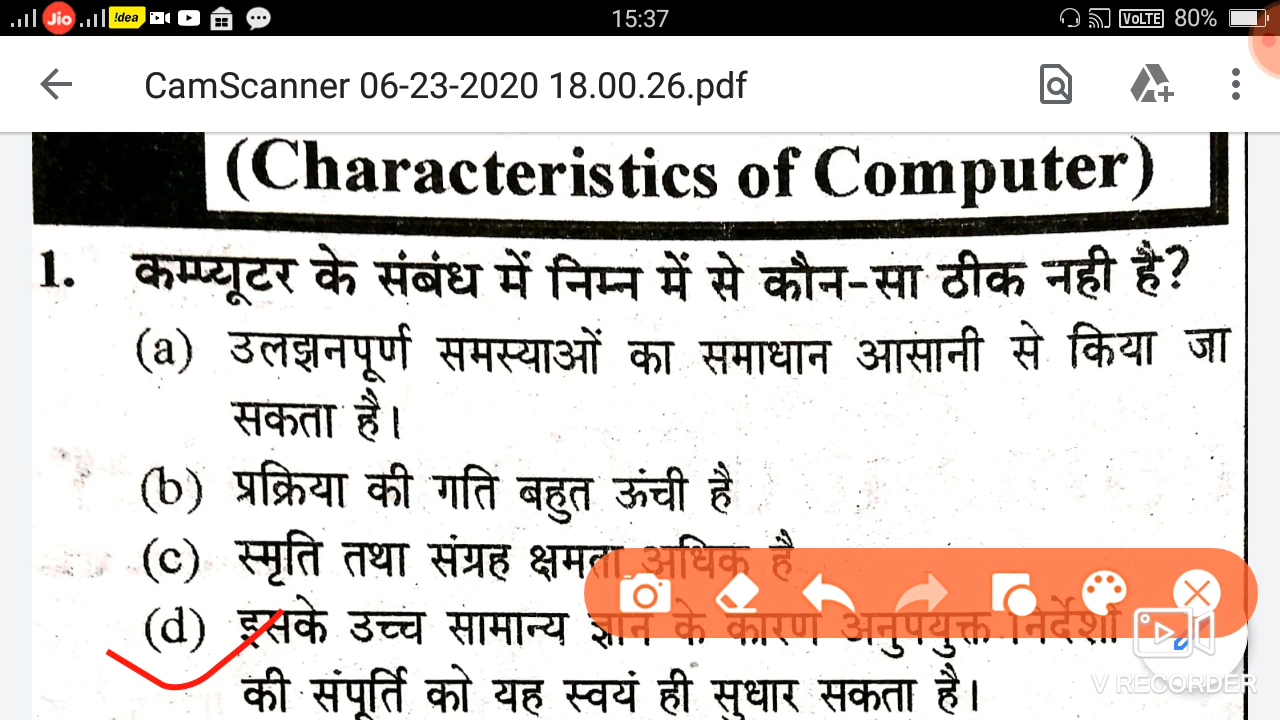 Jio !dea 15:37 VoLTE 80%
CamScanner 06-23-2020 18.00.26.pdf
(Characteristics of Computer)
1. कम्प्यूटर के संबंध में निम्न में से कौन-सा ठीक नही है?
(a) उलझनपूर्ण समस्याओं का समाधान आसानी से किया जा
सकता है।
(b) प्रक्रिया की गति बहुत ऊंची है
(c) स्मृति तथा संग्रह क्षमता अधिक है
(d) इसके उच्च सामान्य ज्ञान के कारण अनुपयुक्त निर्देशों
की संपूर्ति को यह स्वयं ही सुधार सकता है।
V RECORDER